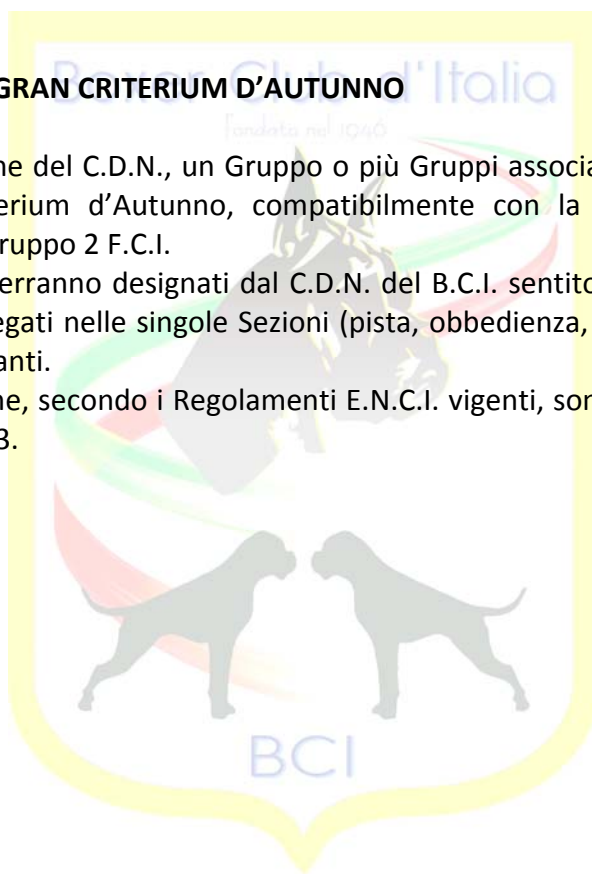 Boxer Club d'Italia
GRAN CRITERIUM D'AUTUNNO
Fondato nel 1946
ne del C.D.N., un Gruppo o più Gruppi associa
erium d'Autunno, compatibilmente con la
ruppo 2 F.C.I.
erranno designati dal C.D.N. del B.C.I. sentito
egati nelle singole Sezioni (pista, obbedienza,
anti.
ne, secondo i Regolamenti E.N.C.I. vigenti, sor
3.
BCI